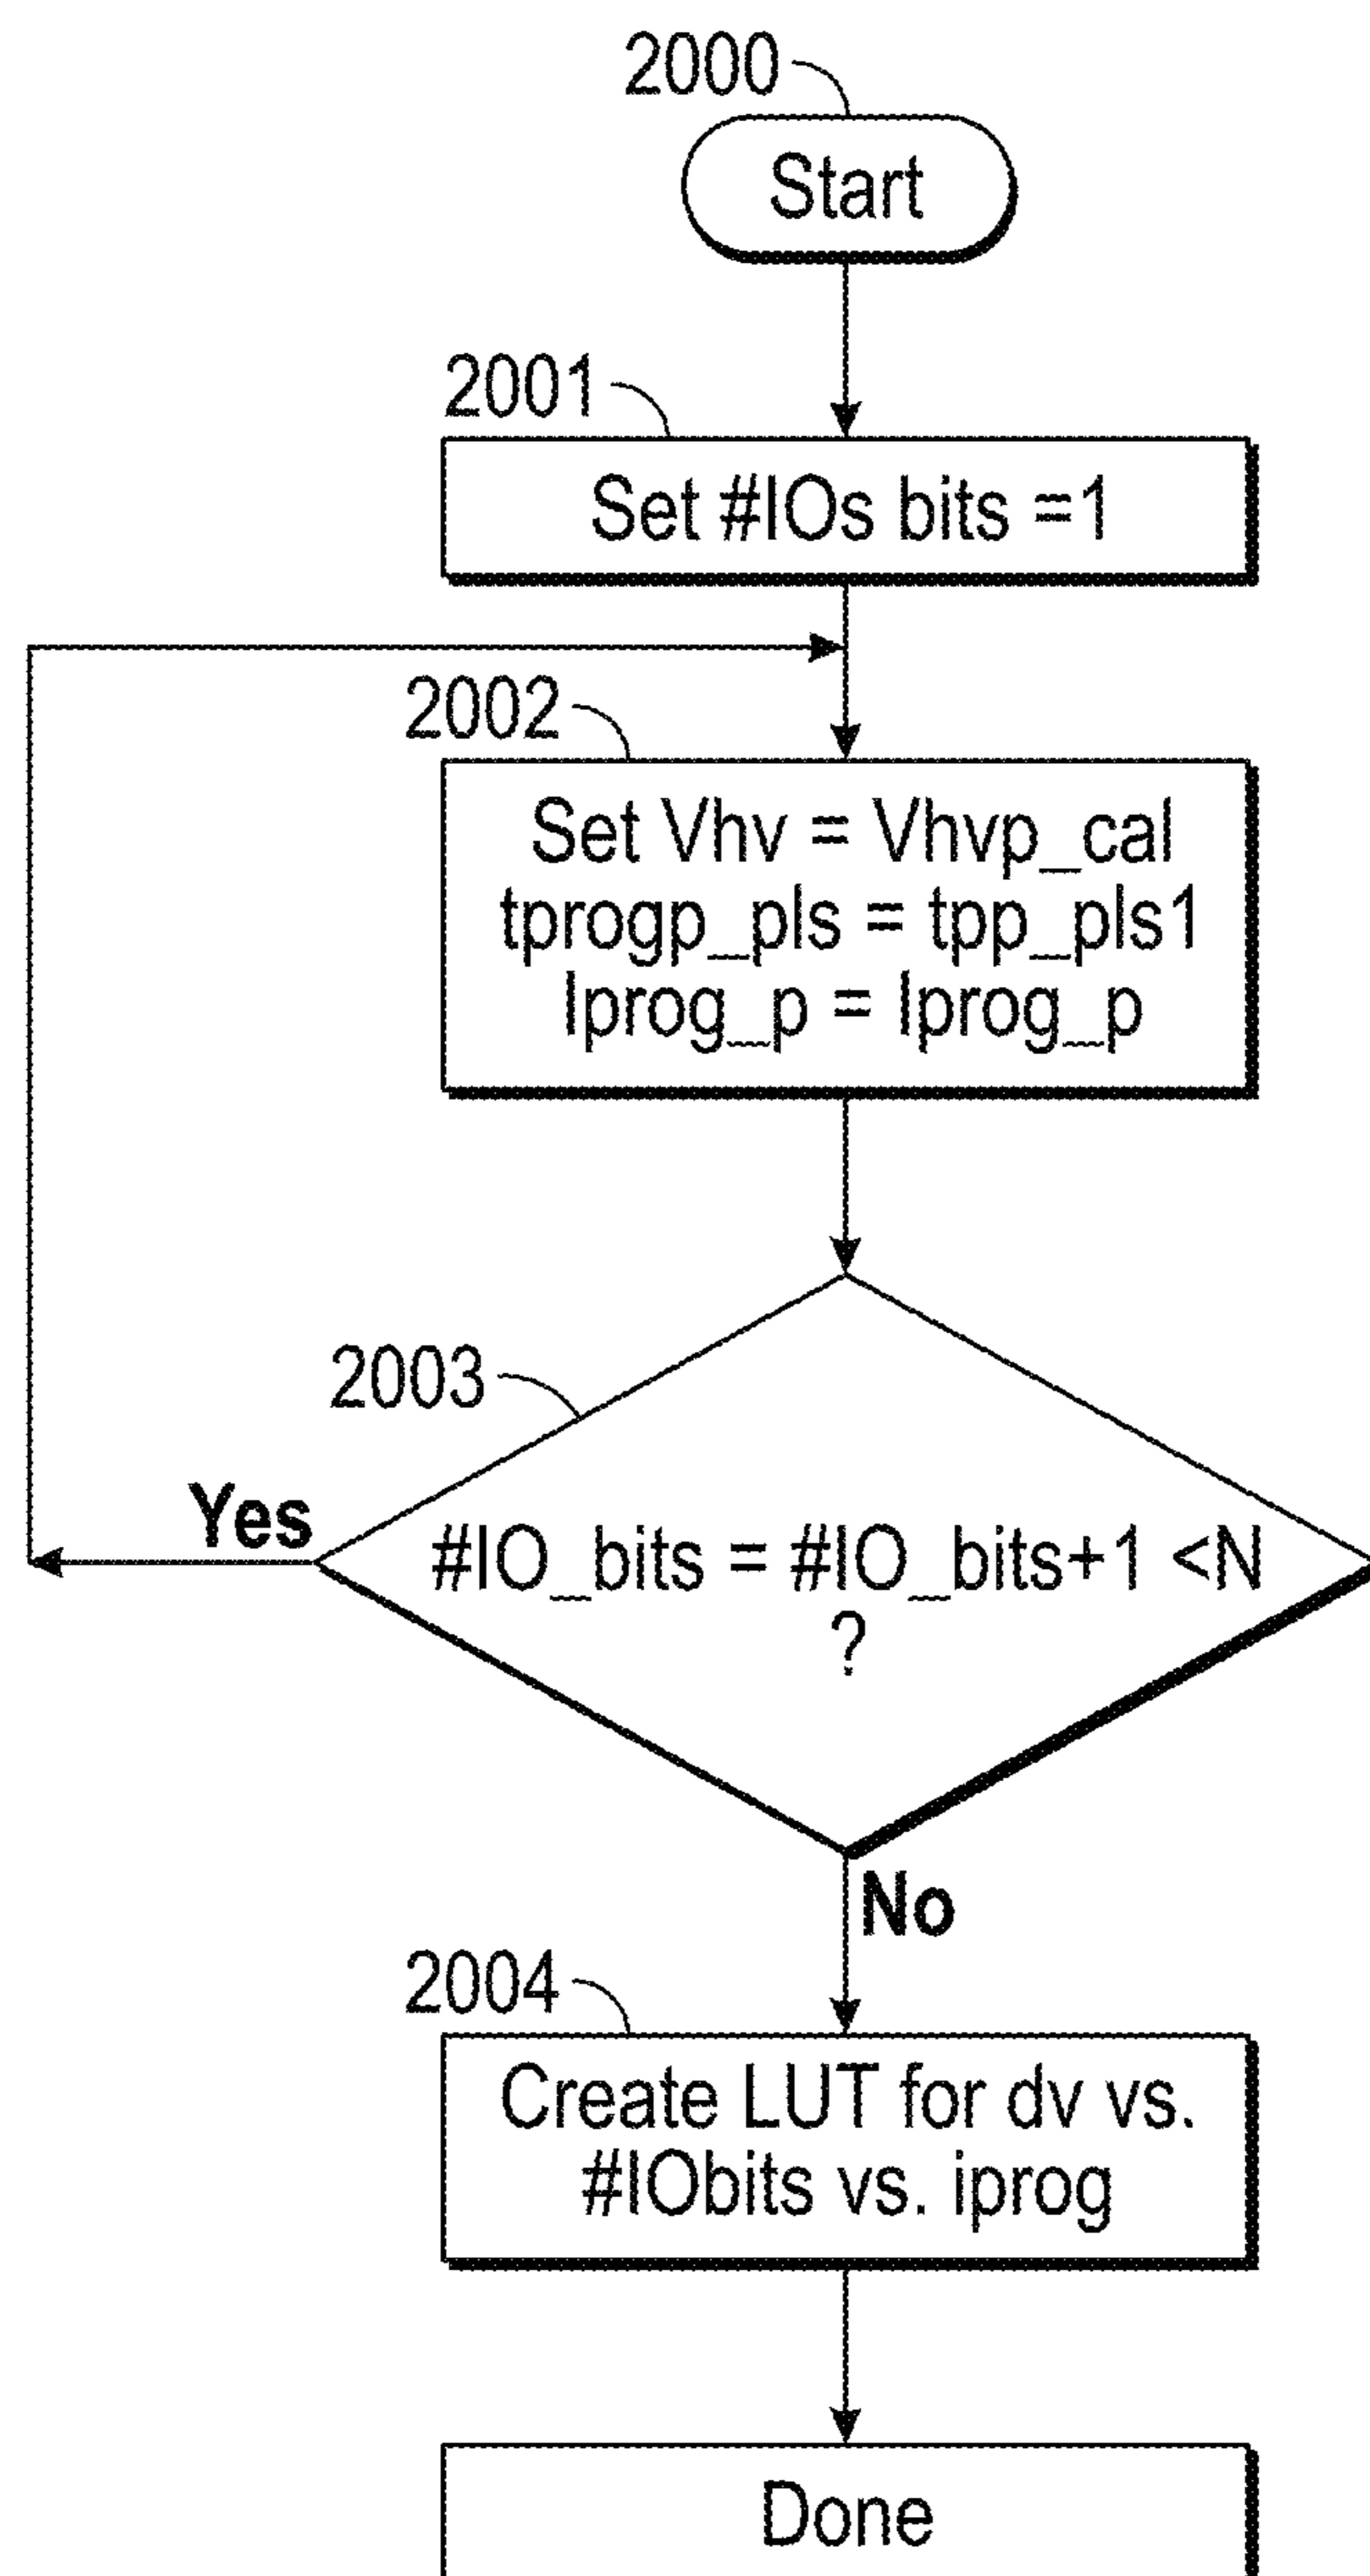 2000
Start
2001
Set #IOs bits =1
2002
Set Vhv = Vhvp_cal
tprogp_pls = tpp_pls1
Iprog_p = Iprog_p
2003
Yes
#IO_bits = #IO_bits+1 <N
?
No
2004
Create LUT for dv vs.
#IObits vs. iprog
Done